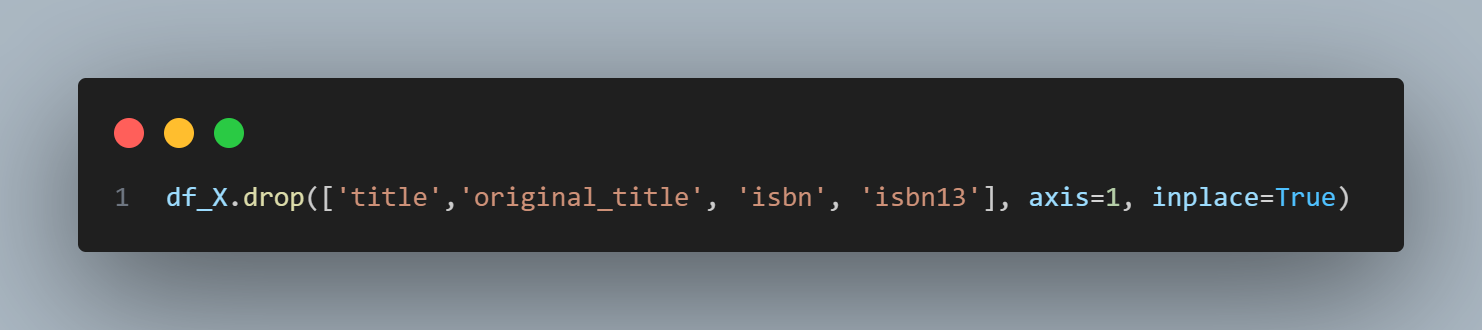 1 df_X.drop(['title','original_title', 'isbn', 'isbn13'], axis=1, inplace=True)